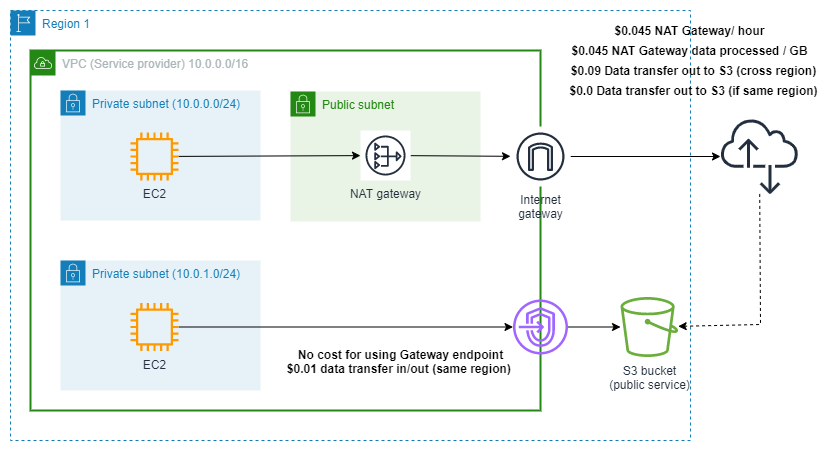 Region 1
$0.045 NAT Gateway/ hour
$0.045 NAT Gateway data processed / GB
$0.09 Data transfer out to S3 (cross region)
$0.0 Data transfer out to S3 (if same region)
VPC (Service provider) 10.0.0.0/16
Private subnet (10.0.0.0/24)
Public subnet
EC2
NAT gateway
Internet
gateway
Private subnet (10.0.1.0/24)
EC2
No cost for using Gateway endpoint
$0.01 data transfer in/out (same region)
S3 bucket
(public service)